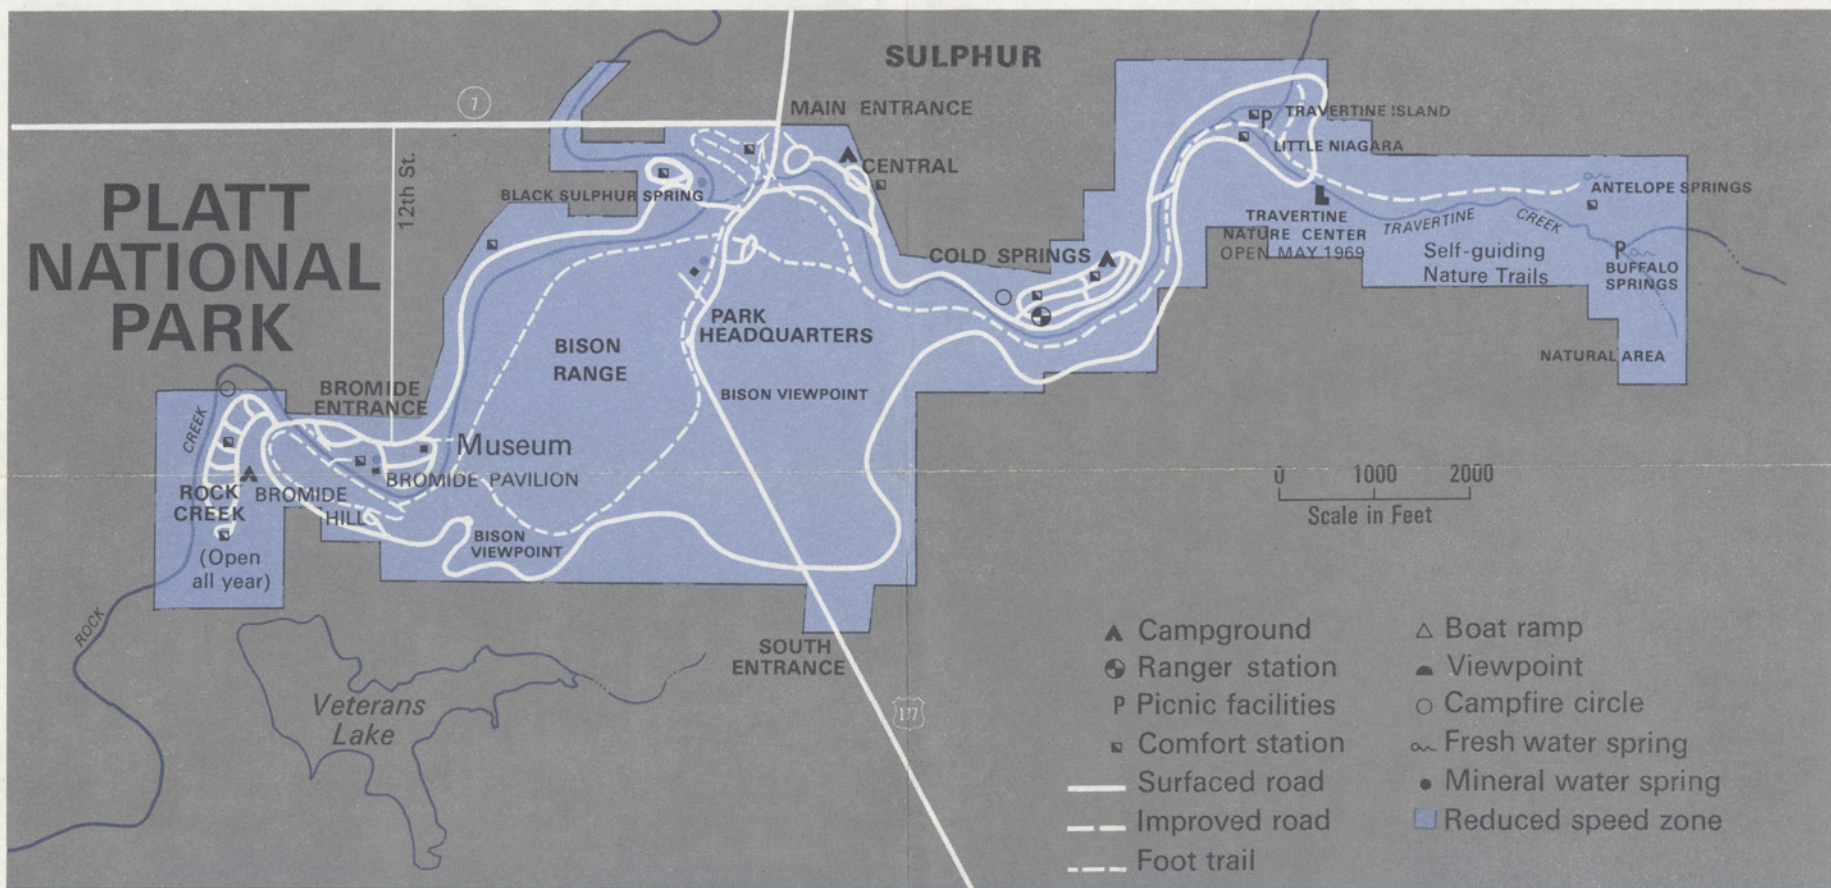 SULPHUR
7
MAIN ENTRANCE
TRAVERTINE ISLAND
LITTLE NIAGARA
CENTRAL
12th St.
BLACK SULPHUR SPRING
ANTELOPE SPRINGS
PLATT
NATIONAL
PARK
TRAVERTINE
NATURE CENTER
OPEN MAY 1969
TRAVERTINE
CREEK
COLD SPRINGS
Self-guiding
Nature Trails
BUFFALO
SPRINGS
PARK
HEADQUARTERS
BISON
RANGE
NATURAL AREA
BISON VIEWPOINT
BROMIDE
ENTRANCE
CREEK
Museum
BROMIDE PAVILION
ROCK
CREEK
BROMIDE
HILL
(Open
all year)
BISON
VIEWPOINT
0 1000 2000
Scale in Feet
ROCK
SOUTH
ENTRANCE
Veterans
Lake
177
Campground
Ranger station
P Picnic facilities
Comfort station
Surfaced road
Improved road
Foot trail
Boat ramp
Viewpoint
Campfire circle
Fresh water spring
Mineral water spring
Reduced speed zone
P
P